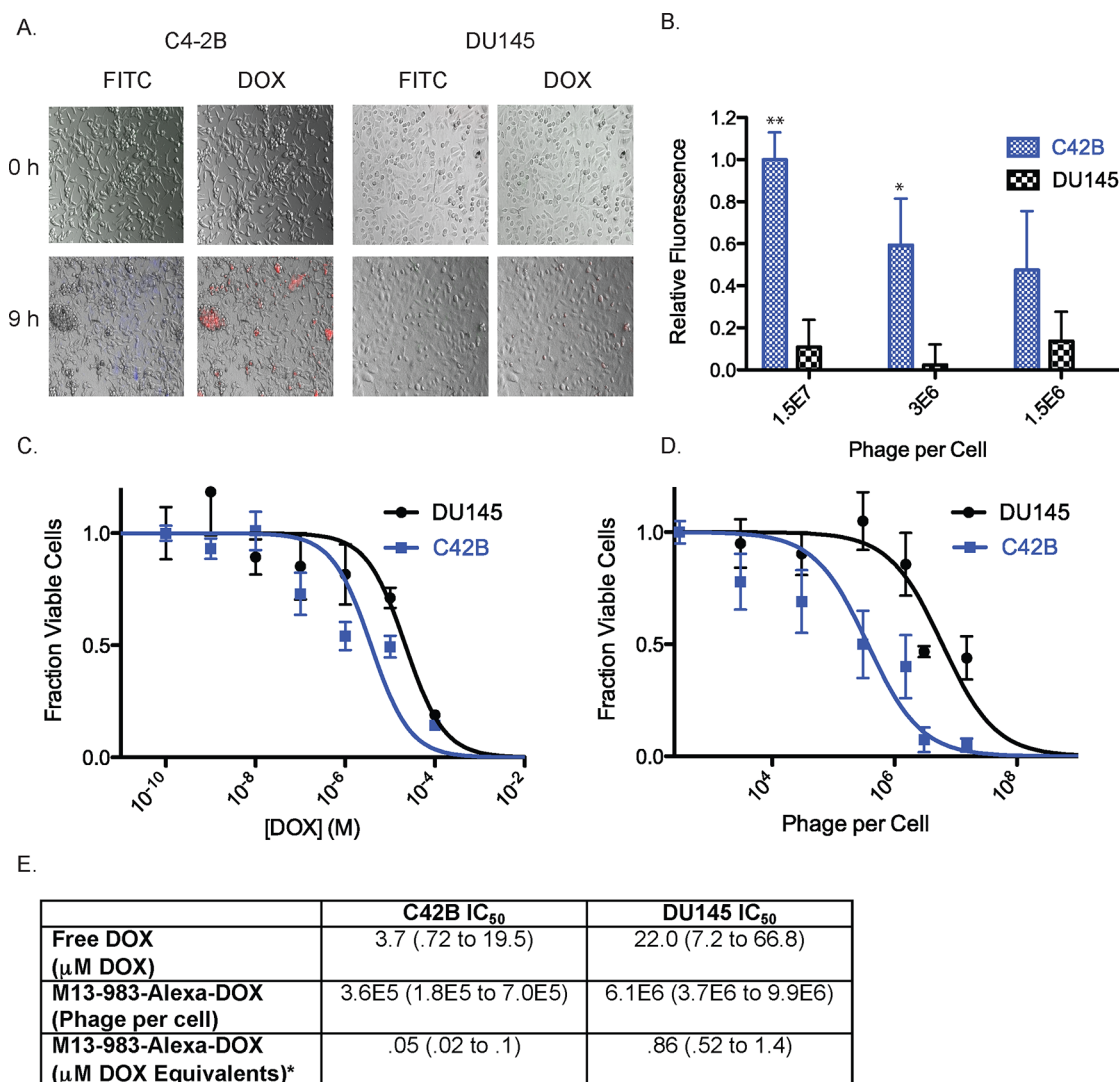 A.
C4-2B DU145
FITC DOX FITC DOX
0 h
9 h
B.
Relative Fluorescence
1.2
1.0
0.8
0.6
0.4
0.2
0.0
**
*
C42B
DU145
1.5E7 3E6 1.5E6
Phage per Cell
C.
Fraction Viable Cells
1.0
0.5
0.0
DU145
C42B
10-10 10-8 10-6 10-4 10-2
[DOX] (M)
D.
Fraction Viable Cells
1.0
0.5
0.0
DU145
C42B
104 106 108
Phage per Cell
E.
C42B IC50 DU145 IC50
Free DOX 3.7 (.72 to 19.5) 22.0 (7.2 to 66.8)
(μM DOX)
M13-983-Alexa-DOX 3.6E5 (1.8E5 to 7.0E5) 6.1E6 (3.7E6 to 9.9E6)
(Phage per cell)
M13-983-Alexa-DOX .05 (.02 to .1) .86 (.52 to 1.4)
(μM DOX Equivalents)*